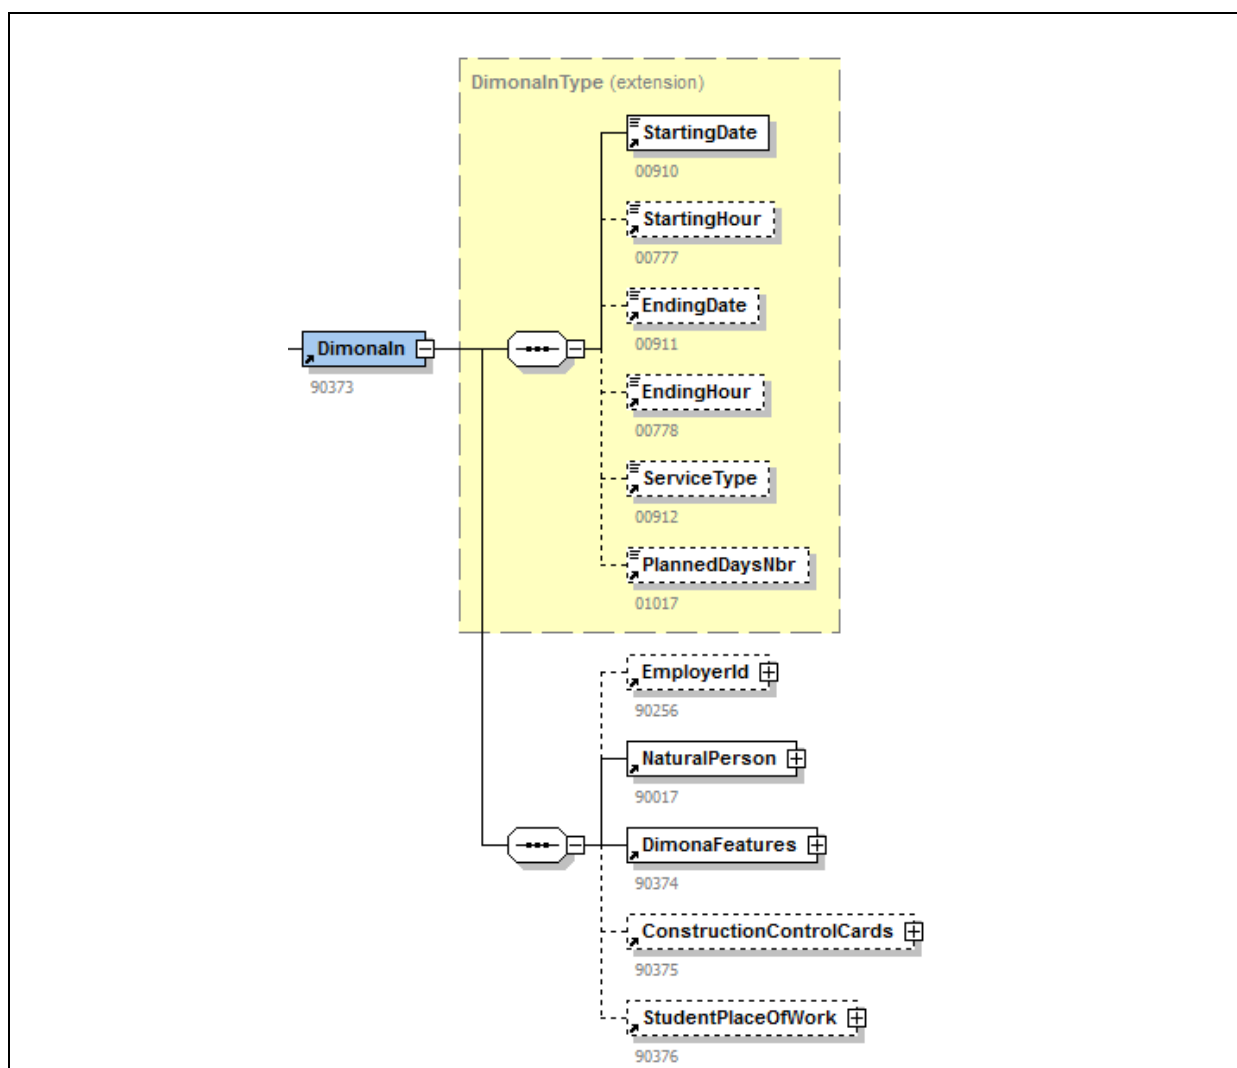 DimonaInType (extension)
StartingDate
00910
StartingHour
00777
EndingDate
00911
DimonaIn
90373
EndingHour
00778
ServiceType
00912
PlannedDaysNbr
01017
EmployerId
90256
NaturalPerson
90017
DimonaFeatures
90374
ConstructionControlCards
90375
StudentPlaceOfWork
90376